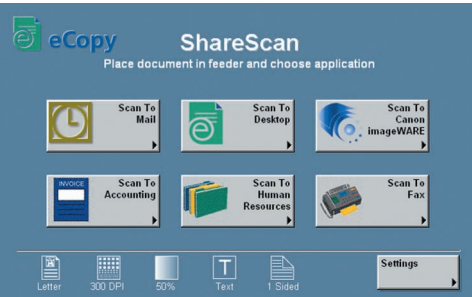 eCopy
ShareScan
Place document in feeder and choose application
Scan To
Mail
Scan To
Desktop
Scan To
Canon
imageWARE
INVOICE
Scan To
Accounting
Scan To
Human
Resources
Scan To
Fax
Letter
300 DPI
50%
T
Text
1 Sided
Settings